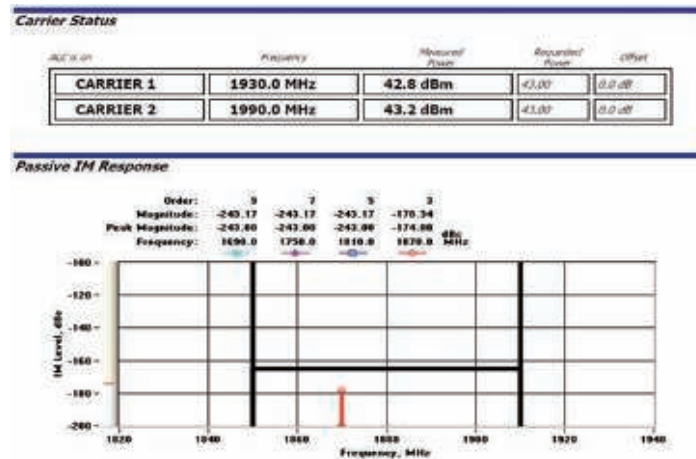 Carrier Status
AGC is on Frequency Measured Power Requested Power Offset
CARRIER 1 1930.0 MHz 42.8 dBm 43.00 0.0 dB
CARRIER 2 1990.0 MHz 43.2 dBm 43.00 0.0 dB
Passive IM Response
Order: 9 7 5 3
Magnitude: -243.17 -243.17 -243.17 -178.34
Peak Magnitude: -243.00 -243.00 -243.00 -174.00 dBc
Frequency: 1690.0 1750.0 1810.0 1870.0 MHz
IM Level, dBc
-100
-120
-140
-160
-180
-200
1820 1840 1860 1880 1900 1920 1940
Frequency, MHz